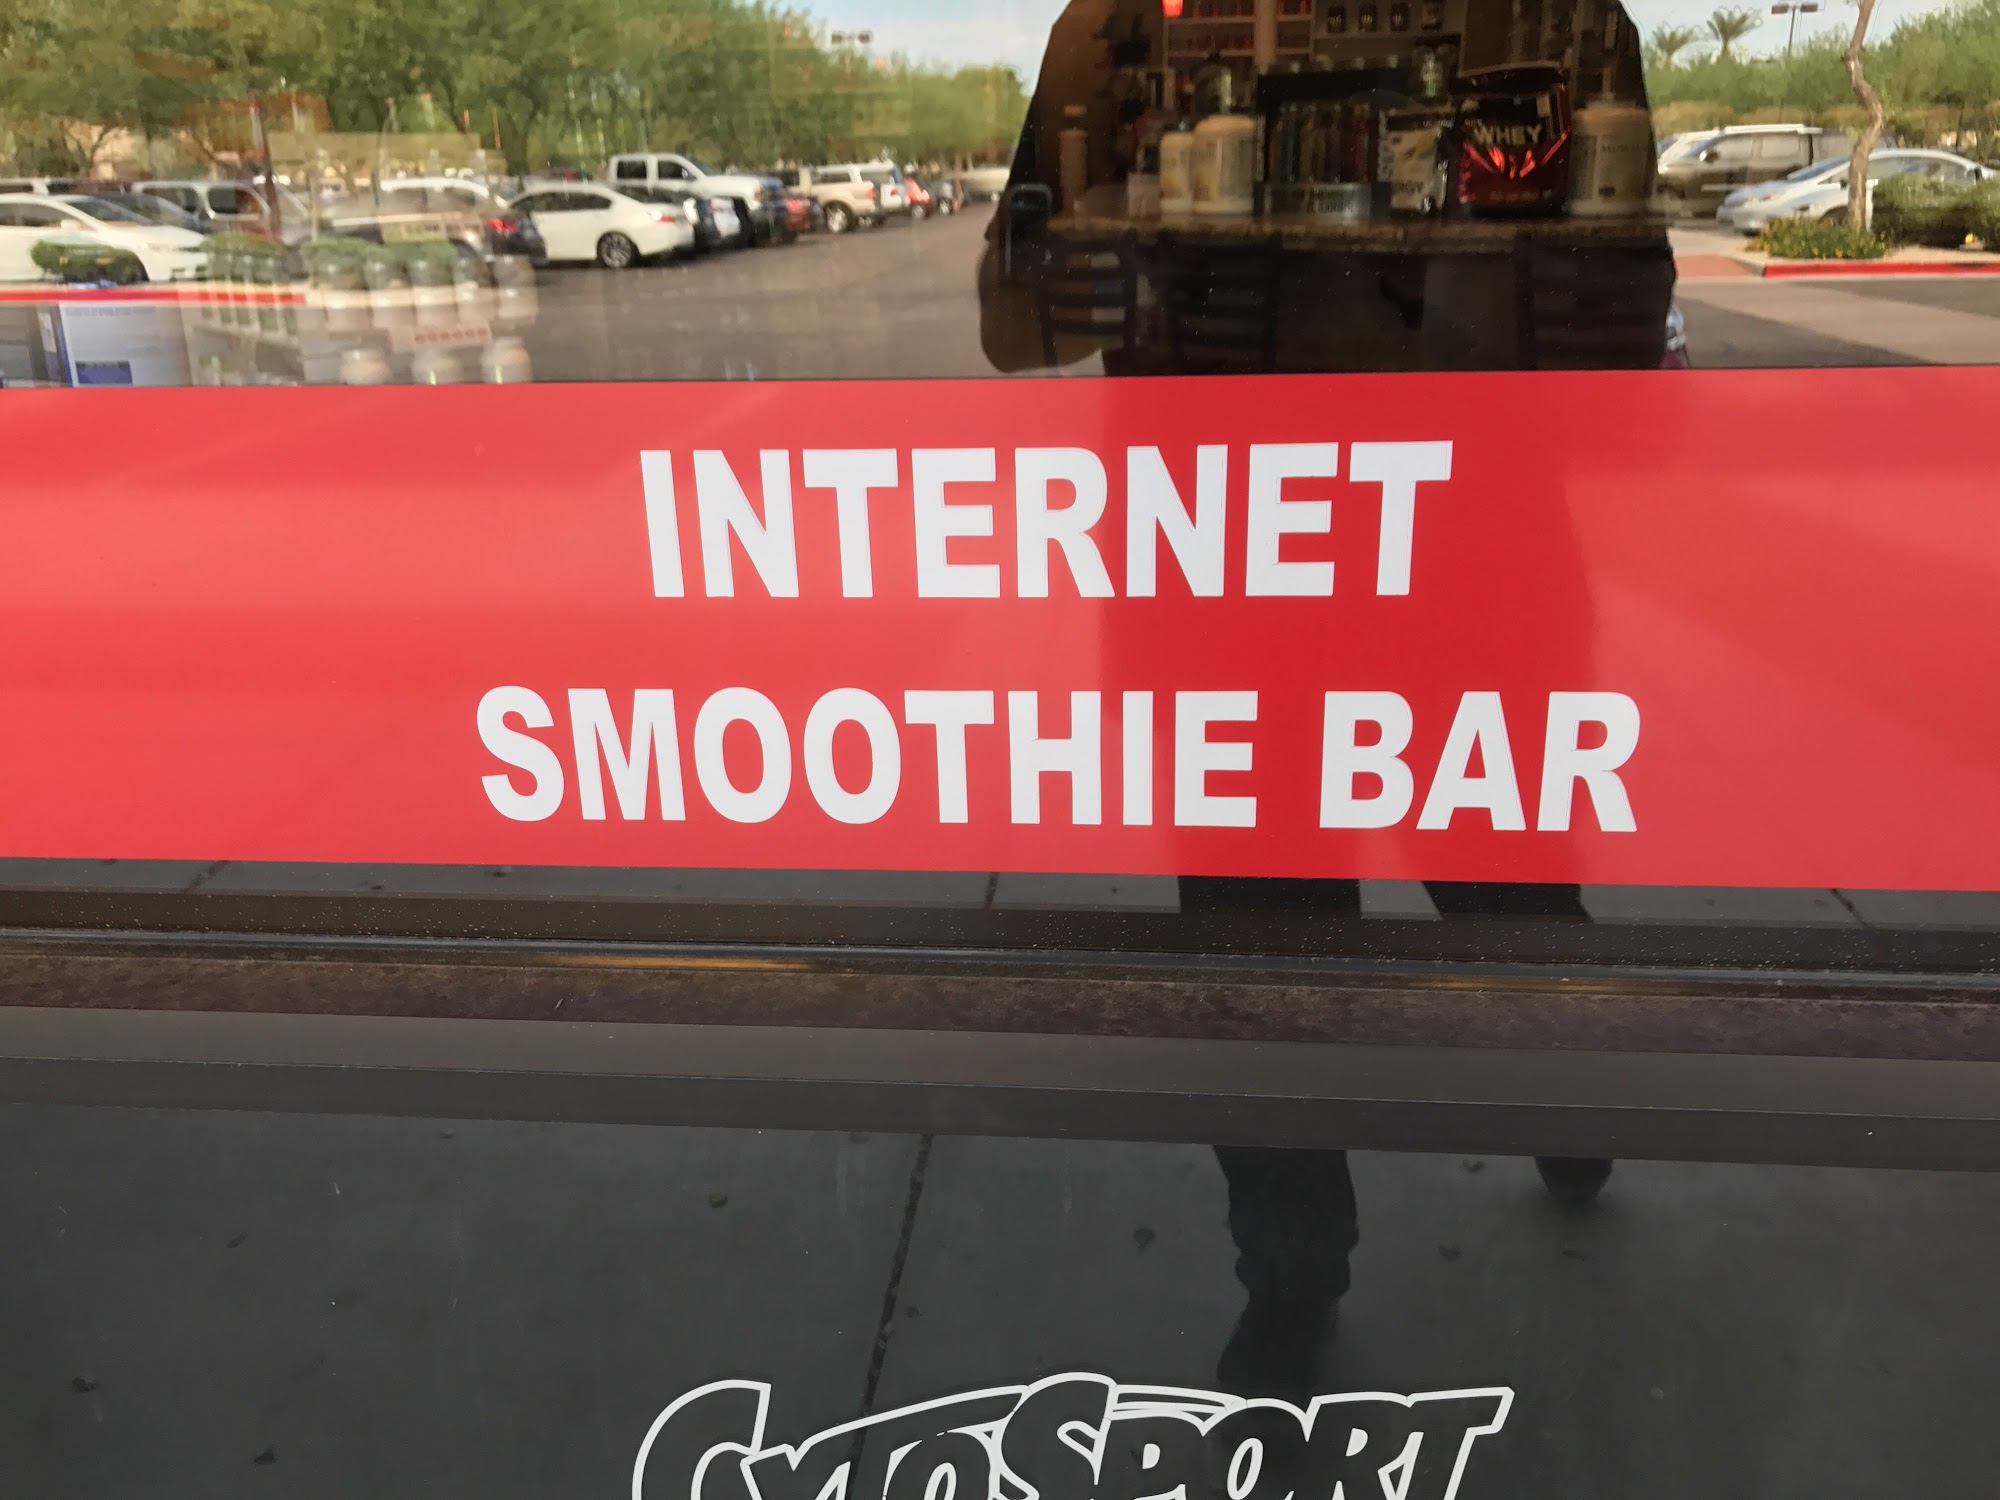 WHEY
INTERNET
SMOOTHIE BAR
CYTOSPORT